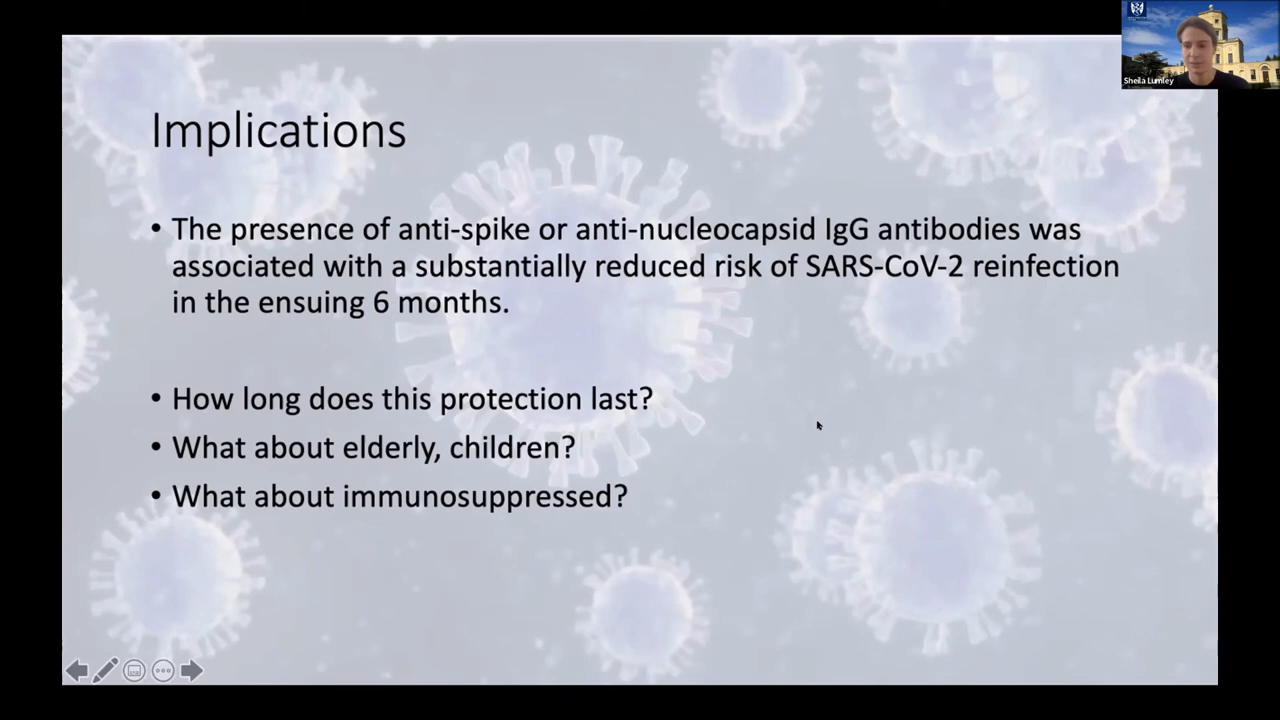 Sheila Lumley
Implications
• The presence of anti-spike or anti-nucleocapsid IgG antibodies was
associated with a substantially reduced risk of SARS-CoV-2 reinfection
in the ensuing 6 months.
• How long does this protection last?
• What about elderly, children?
• What about immunosuppressed?